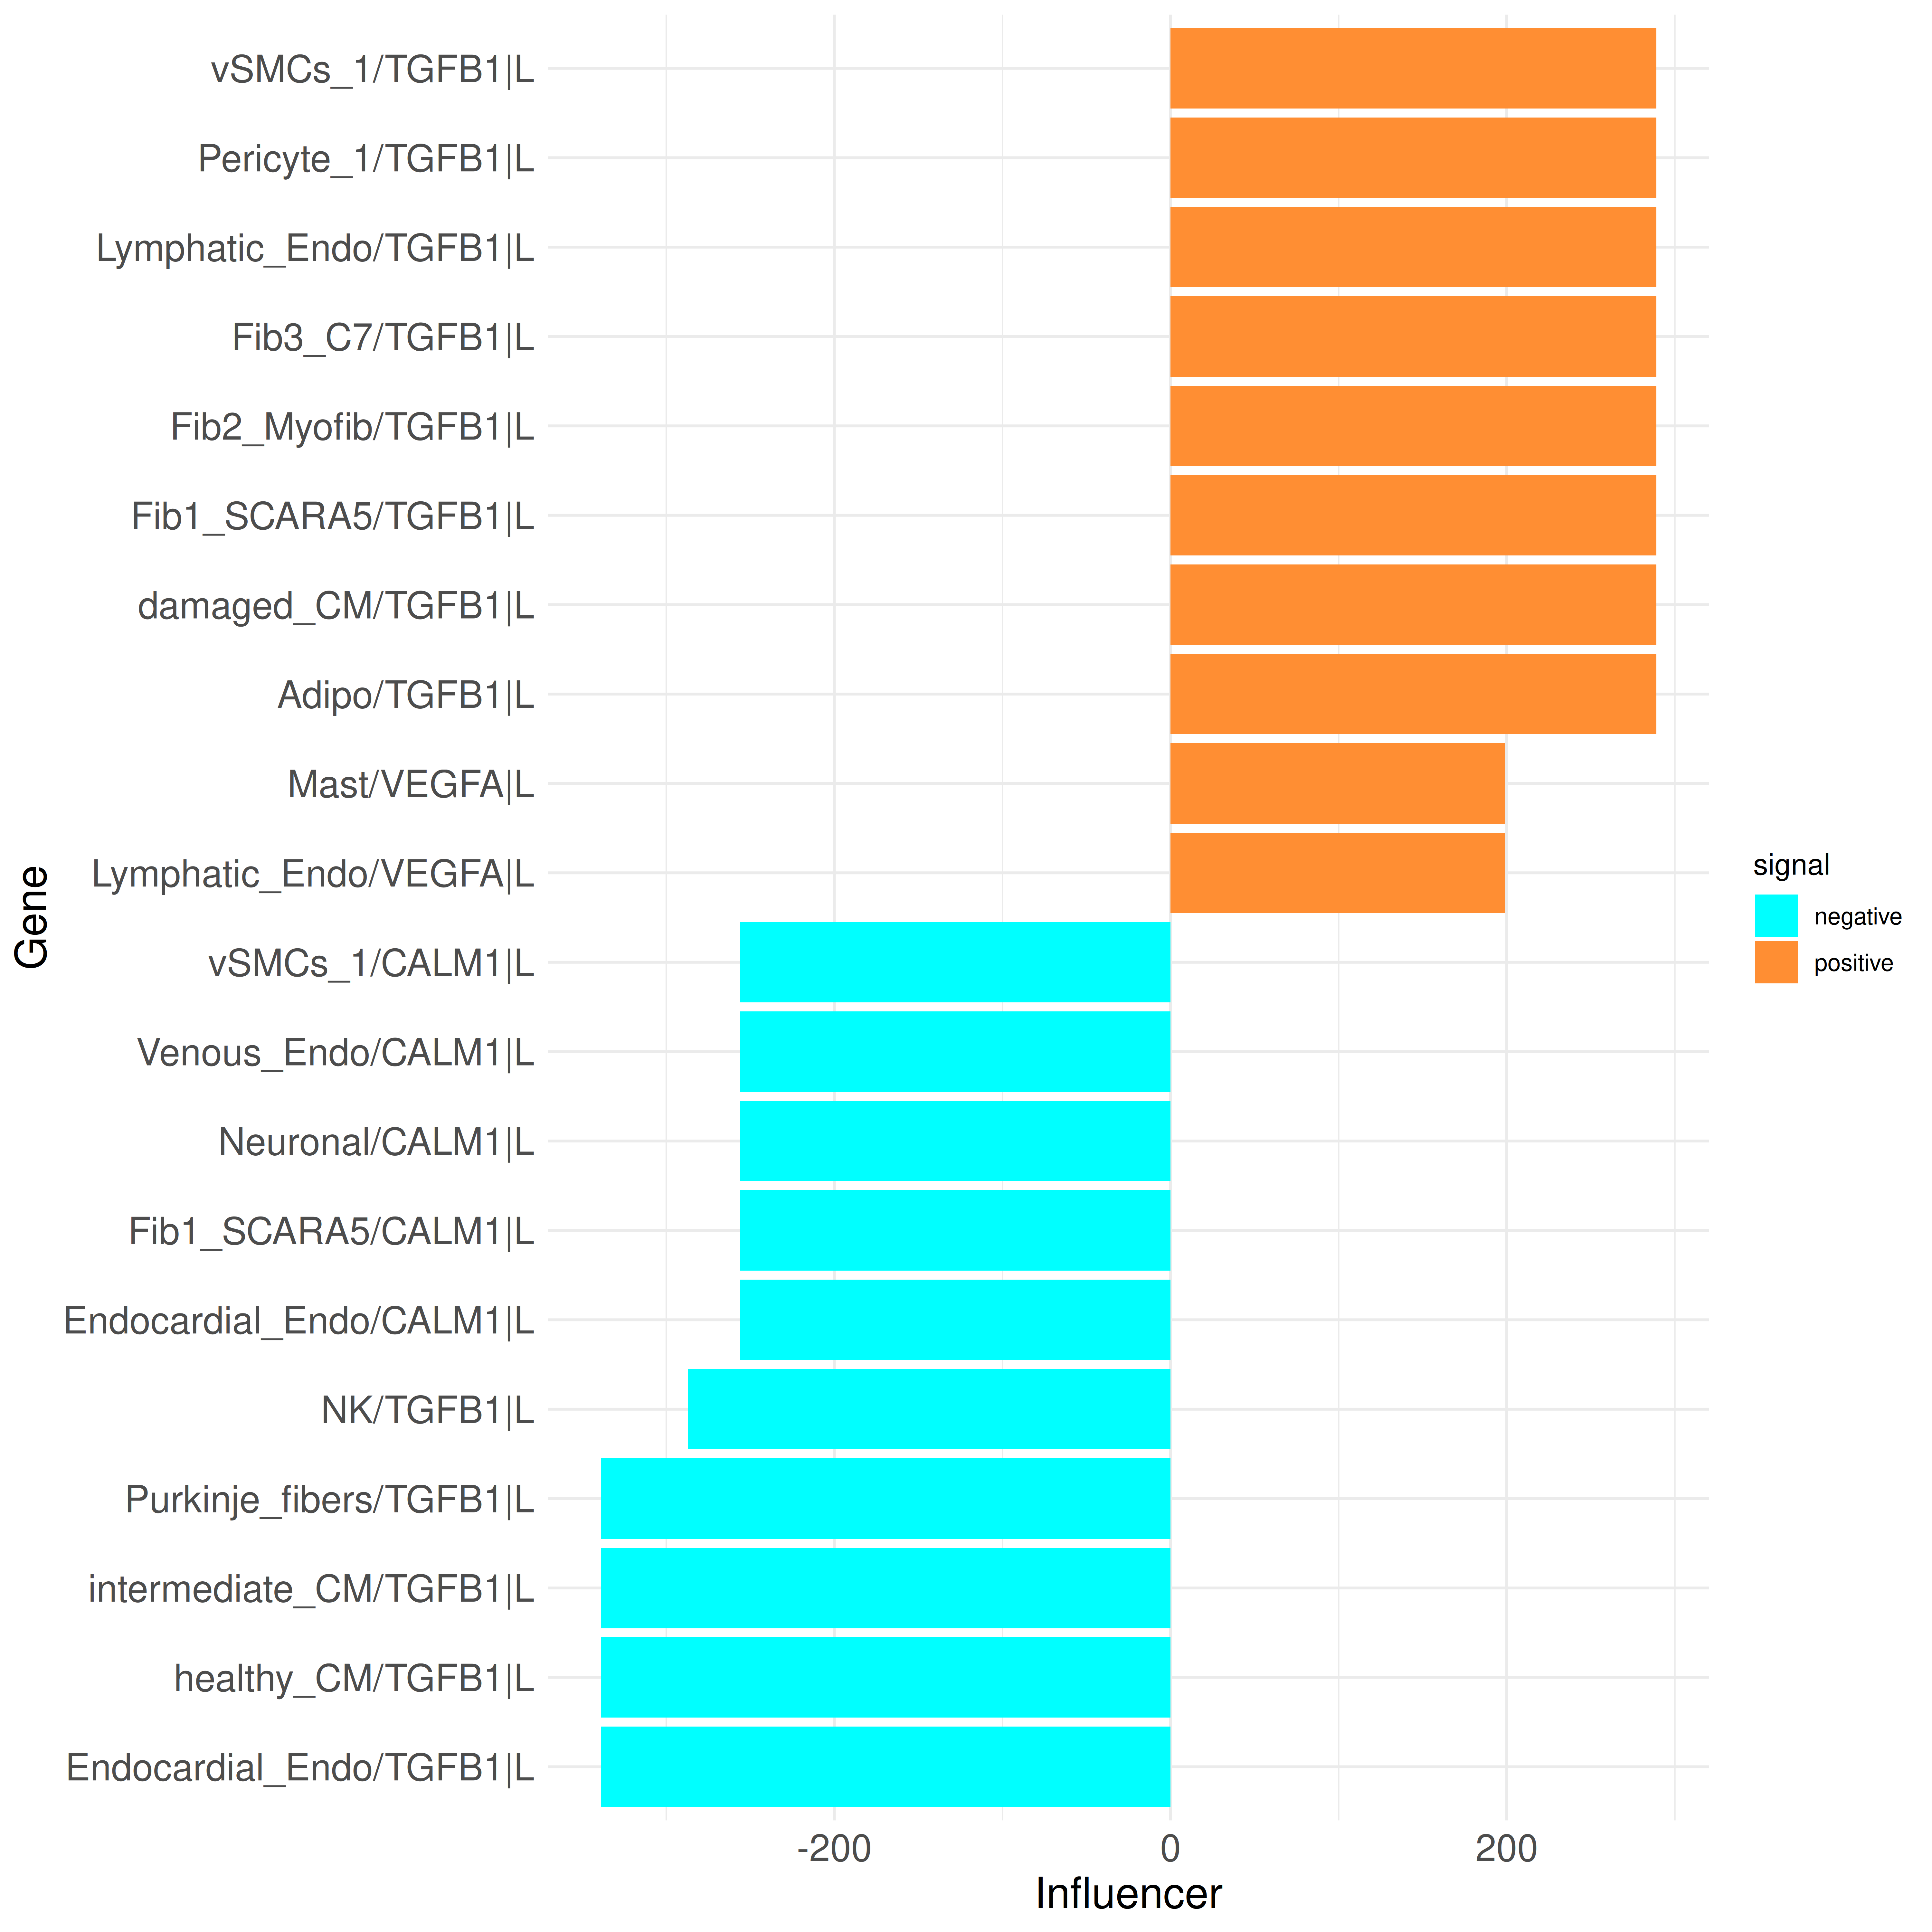 vSMCs_1/TGFB1|L
Pericyte_1/TGFB1|L
Lymphatic_Endo/TGFB1|L
Fib3_C7/TGFB1|L
Fib2_Myofib/TGFB1|L
Fib1_SCARA5/TGFB1|L
damaged_CM/TGFB1|L
Adipo/TGFB1|L
Mast/VEGFA|L
Lymphatic_Endo/VEGFA|L
vSMCs_1/CALM1|L
Venous_Endo/CALM1|L
Neuronal/CALM1|L
Fib1_SCARA5/CALM1|L
Endocardial_Endo/CALM1|L
NK/TGFB1|L
Purkinje_fibers/TGFB1|L
intermediate_CM/TGFB1|L
healthy_CM/TGFB1|L
Endocardial_Endo/TGFB1|L
Gene
-200 0 200
Influencer
signal
negative
positive